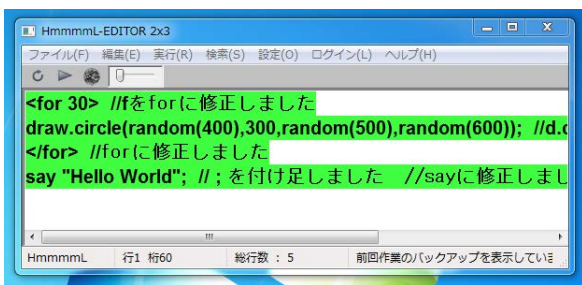 HmmmmL-EDITOR 2x3
ファイル(F) 編集(E) 実行(R) 検索(S) 設定(O) ログイン(L) ヘルプ(H)
<for 30> //fをforに修正しました
draw.circle(random(400),300,random(500),random(600)); //d.c
</for> //forに修正しました
say "Hello World"; // ; を付け足しました //sayに修正しまし
HmmmmL 行1 桁60 総行数 : 5 前回作業のバックアップを表示していま